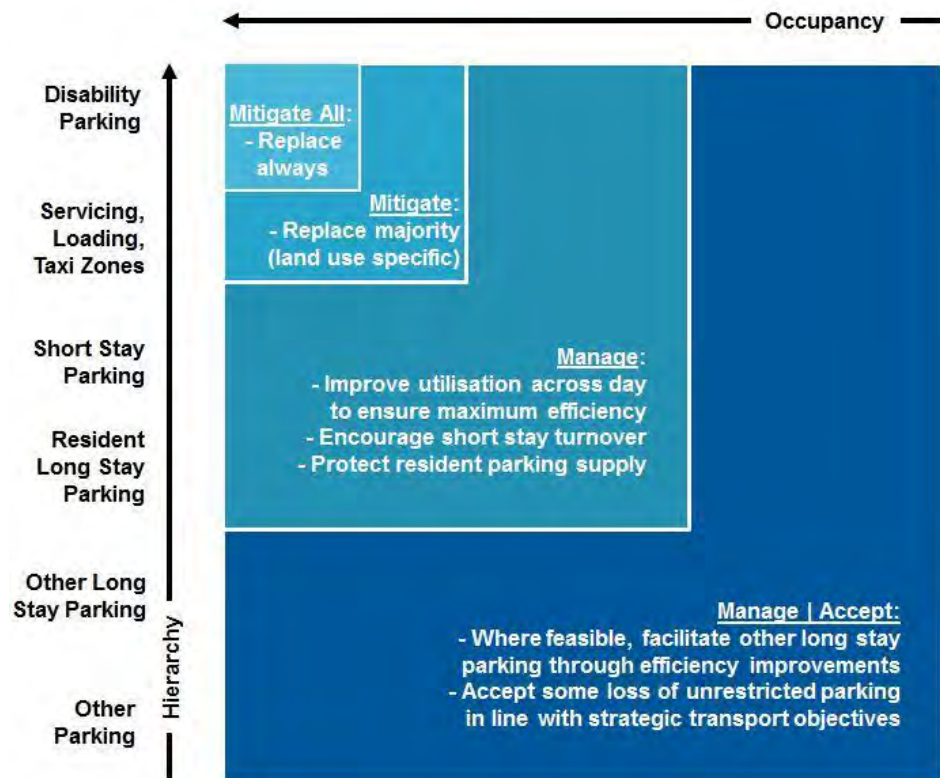 Occupancy
Disability
Parking
Servicing,
Loading,
Taxi Zones
Short Stay
Parking
Resident
Long Stay
Parking
Other Long
Stay Parking
Other
Parking
Hierarchy
Mitigate All:
- Replace
always
Mitigate:
- Replace majority
(land use specific)
Manage:
- Improve utilisation across day
to ensure maximum efficiency
- Encourage short stay turnover
- Protect resident parking supply
Manage | Accept:
- Where feasible, facilitate other long stay
parking through efficiency improvements
- Accept some loss of unrestricted parking
in line with strategic transport objectives